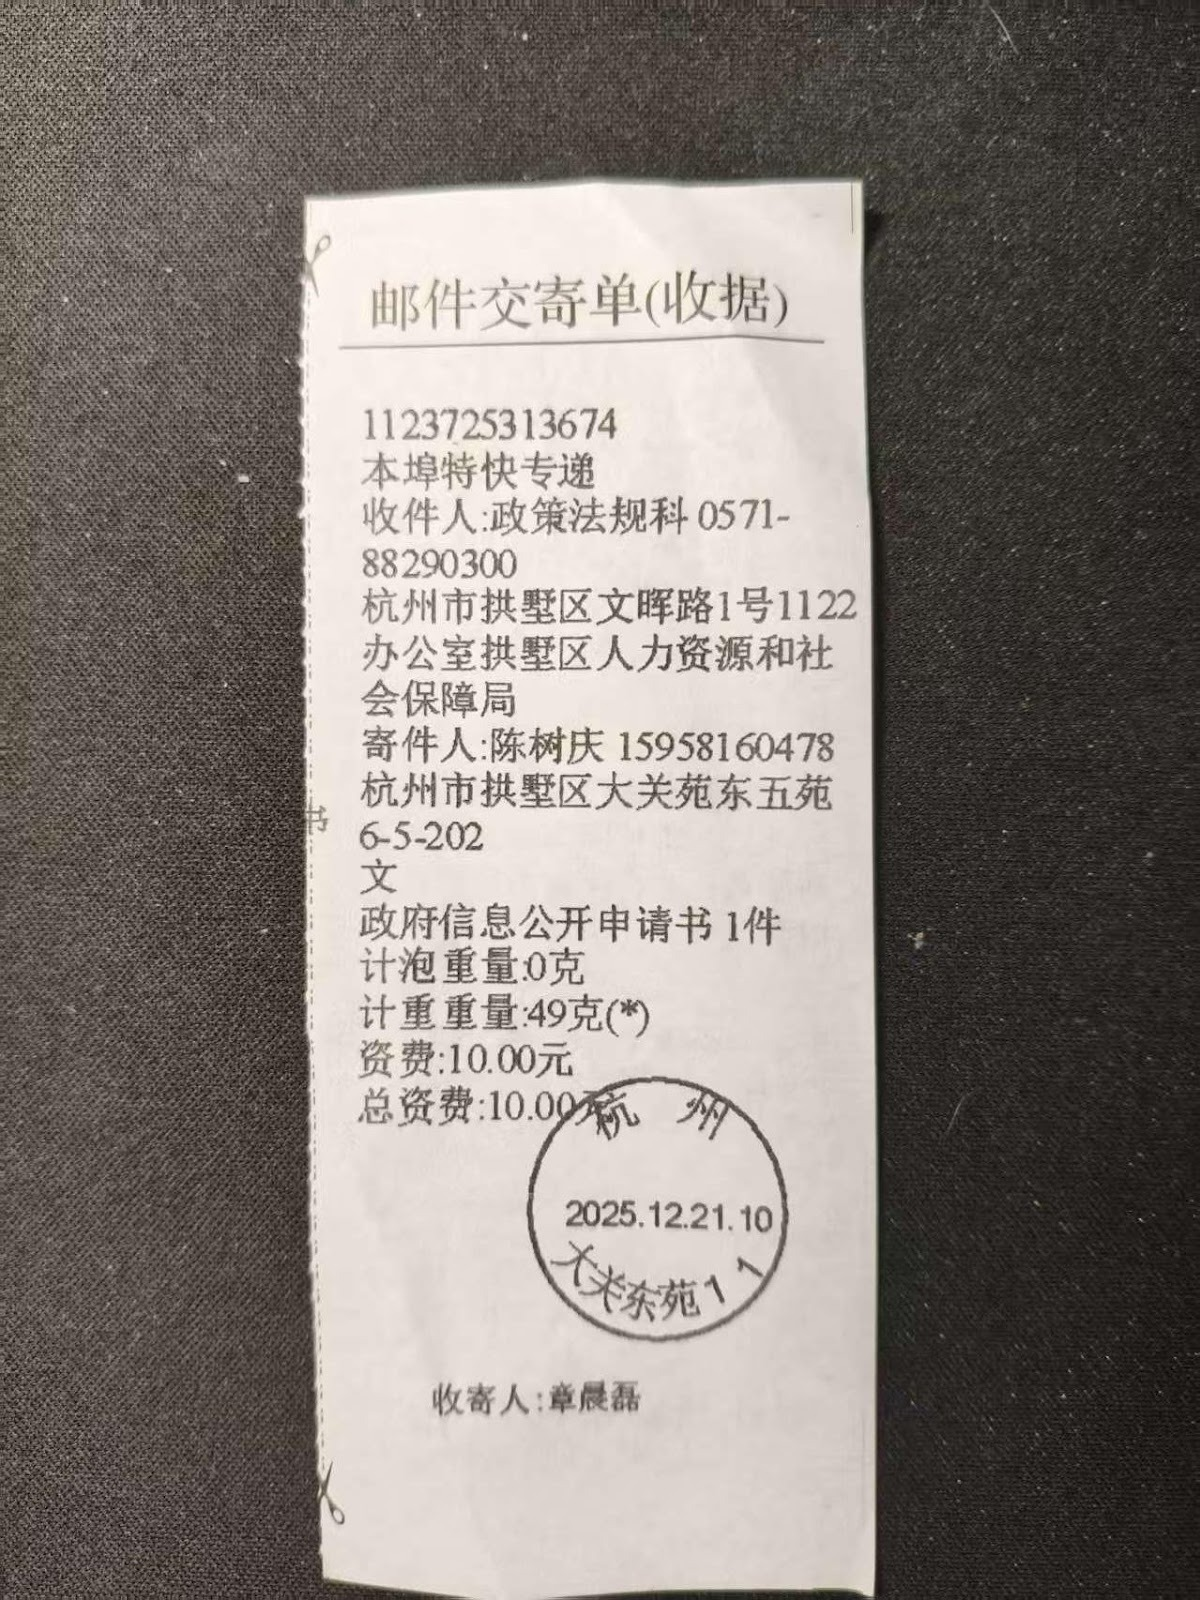 邮件交寄单(收据)
1123725313674
本埠特快专递
收件人:政策法规科 0571-
88290300
杭州市拱墅区文晖路1号1122
办公室拱墅区人力资源和社
会保障局
寄件人:陈树庆 15958160478
杭州市拱墅区大关苑东五苑
6-5-202
文
书
政府信息公开申请书 1件
计泡重量:0克
计重重量:49克(*)
资费:10.00元
总资费:10.00元
杭 州
2025.12.21.10
大关东苑11
收寄人:章晨磊